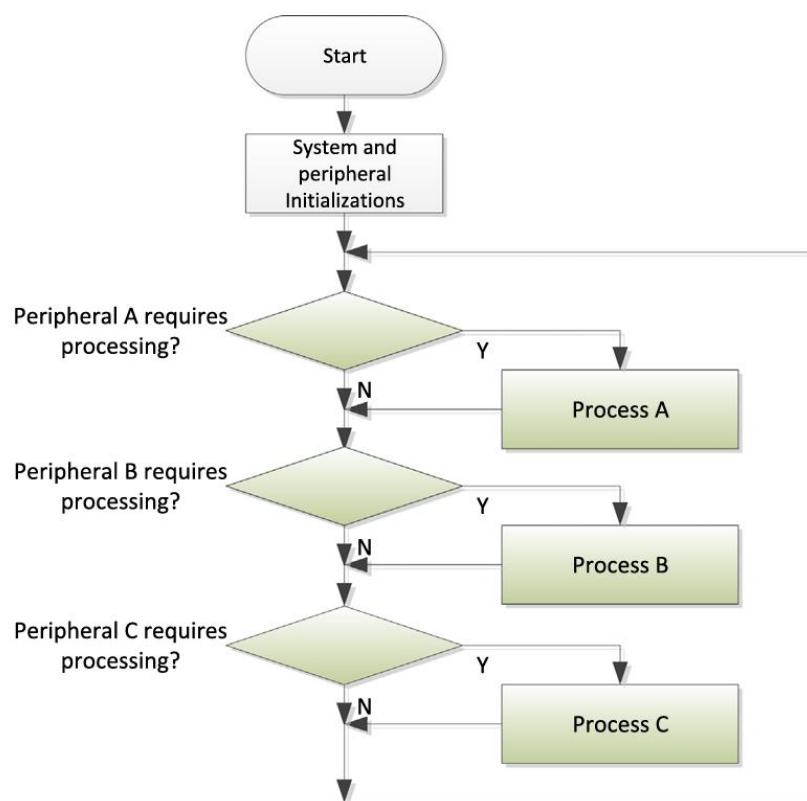 Start
System and
peripheral
Initializations
Peripheral A requires
processing?
Y
N
Process A
Peripheral B requires
processing?
Y
N
Process B
Peripheral C requires
processing?
Y
N
Process C